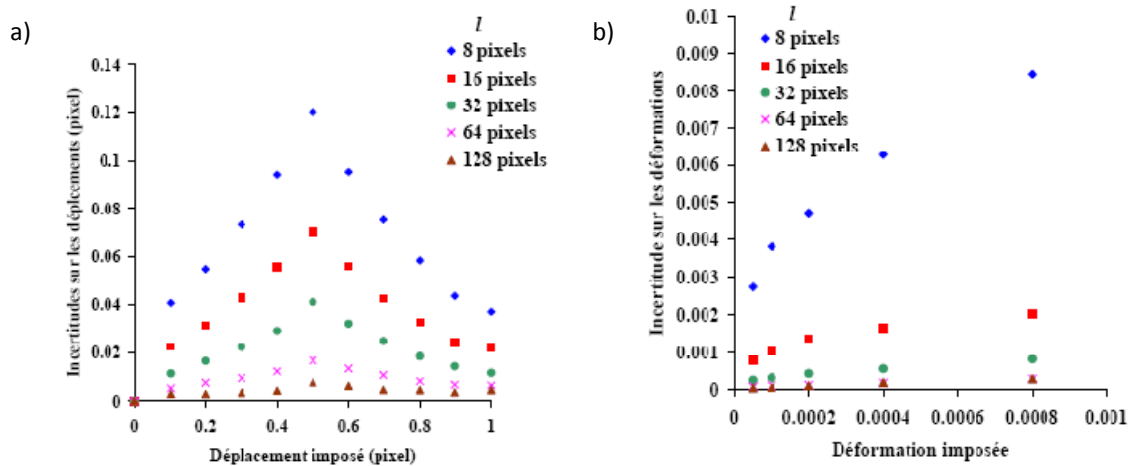 a)
l
8 pixels
16 pixels
32 pixels
64 pixels
128 pixels
0.14
0.12
0.1
0.08
0.06
0.04
0.02
0
Incertitudes sur les déplcements (pixel)
0 0.2 0.4 0.6 0.8 1
Déplacement imposé (pixel)
b)
l
8 pixels
16 pixels
32 pixels
64 pixels
128 pixels
0.01
0.009
0.008
0.007
0.006
0.005
0.004
0.003
0.002
0.001
0
Incertitude sur les déformations
0 0.0002 0.0004 0.0006 0.0008 0.001
Déformation imposée